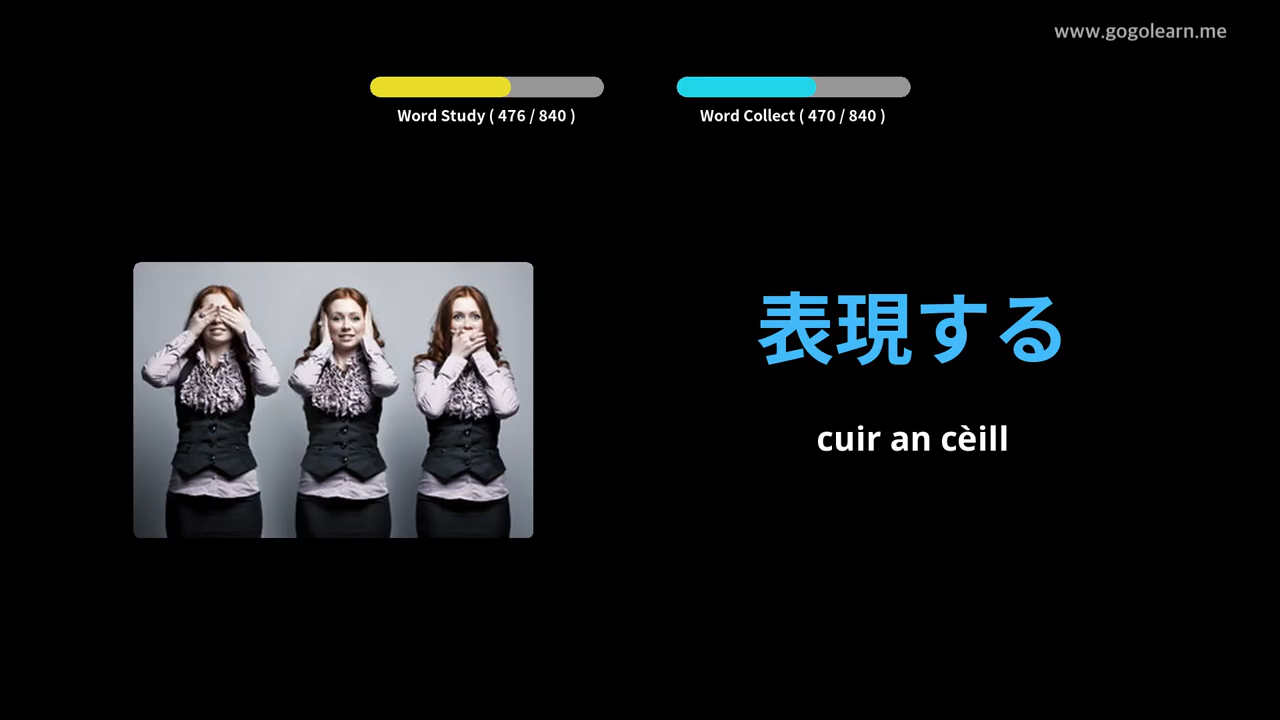 www.gogolearn.me
Word Study ( 476 / 840 )
Word Collect ( 470 / 840 )
表現する
cuir an cèill